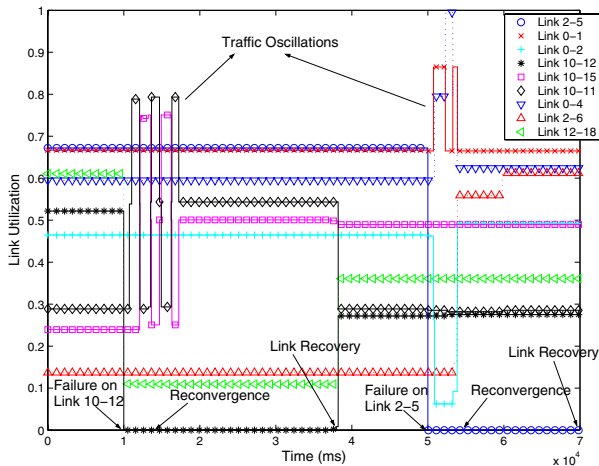 1
0.9
0.8
0.7
0.6
0.5
0.4
0.3
0.2
0.1
0
Link Utilization
Traffic Oscillations
Link 2−5
Link 0−1
Link 0−2
Link 10−12
Link 10−15
Link 10−11
Link 0−4
Link 2−6
Link 12−18
Failure on
Link 10−12
Reconvergence
Link Recovery
Failure on
Link 2−5
Reconvergence
Link Recovery
0 1 2 3 4 5 6 7
x 10⁴
Time (ms)